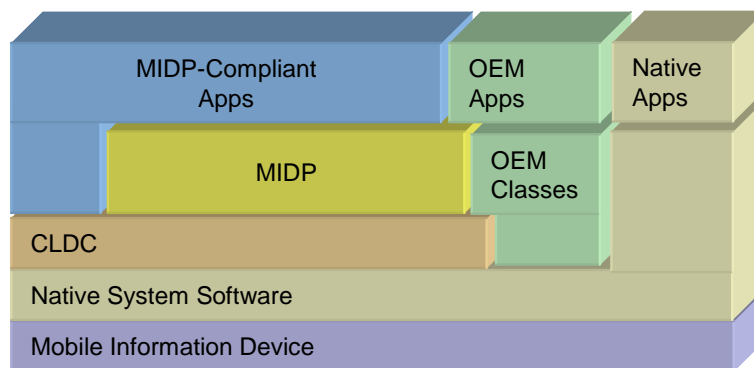 MIDP-Compliant
Apps
OEM
Apps
Native
Apps
MIDP
OEM
Classes
CLDC
Native System Software
Mobile Information Device